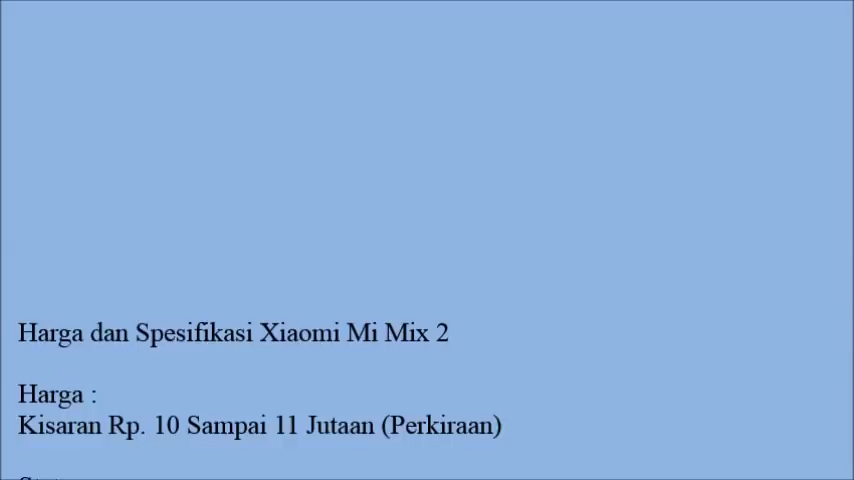 Harga dan Spesifikasi Xiaomi Mi Mix 2
Harga :
Kisaran Rp. 10 Sampai 11 Jutaan (Perkiraan)